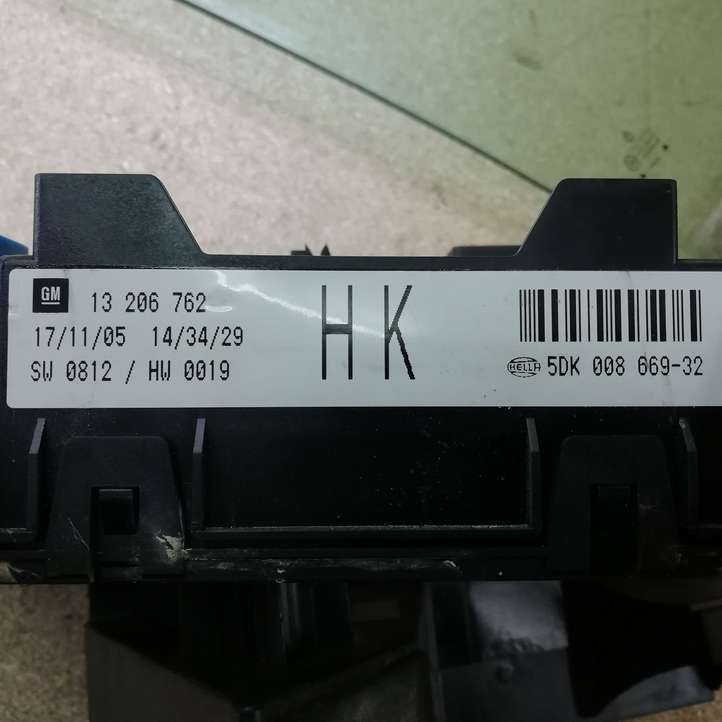 GM 13 206 762
17/11/05 14/34/29
SW 0812 / HW 0019
HK
HELLA 5DK 008 669-32